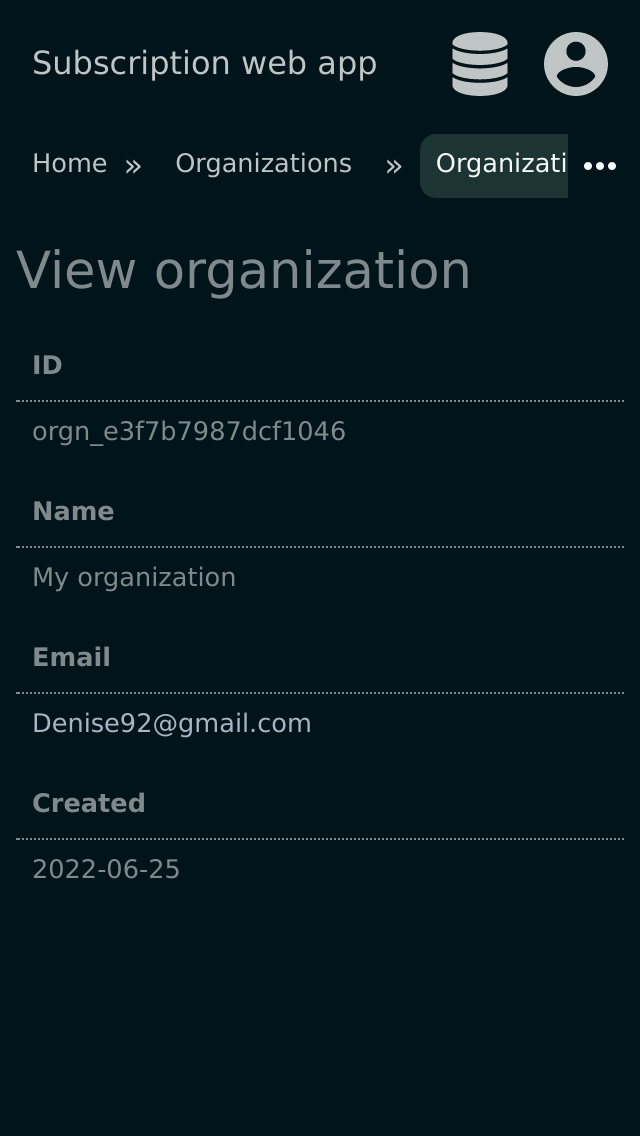 Subscription web app
Home » Organizations » Organizati •••
View organization
ID
orgn_e3f7b7987dcf1046
Name
My organization
Email
Denise92@gmail.com
Created
2022-06-25